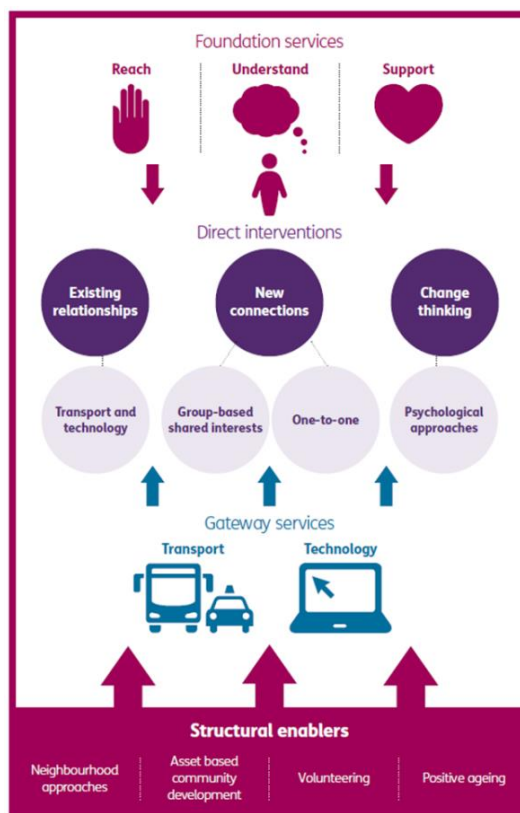 Foundation services
Reach
Understand
Support
Direct interventions
Existing
relationships
New
connections
Change
thinking
Transport and
technology
Group-based
shared interests
One-to-one
Psychological
approaches
Gateway services
Transport
Technology
Structural enablers
Neighbourhood
approaches
Asset based
community
development
Volunteering
Positive ageing